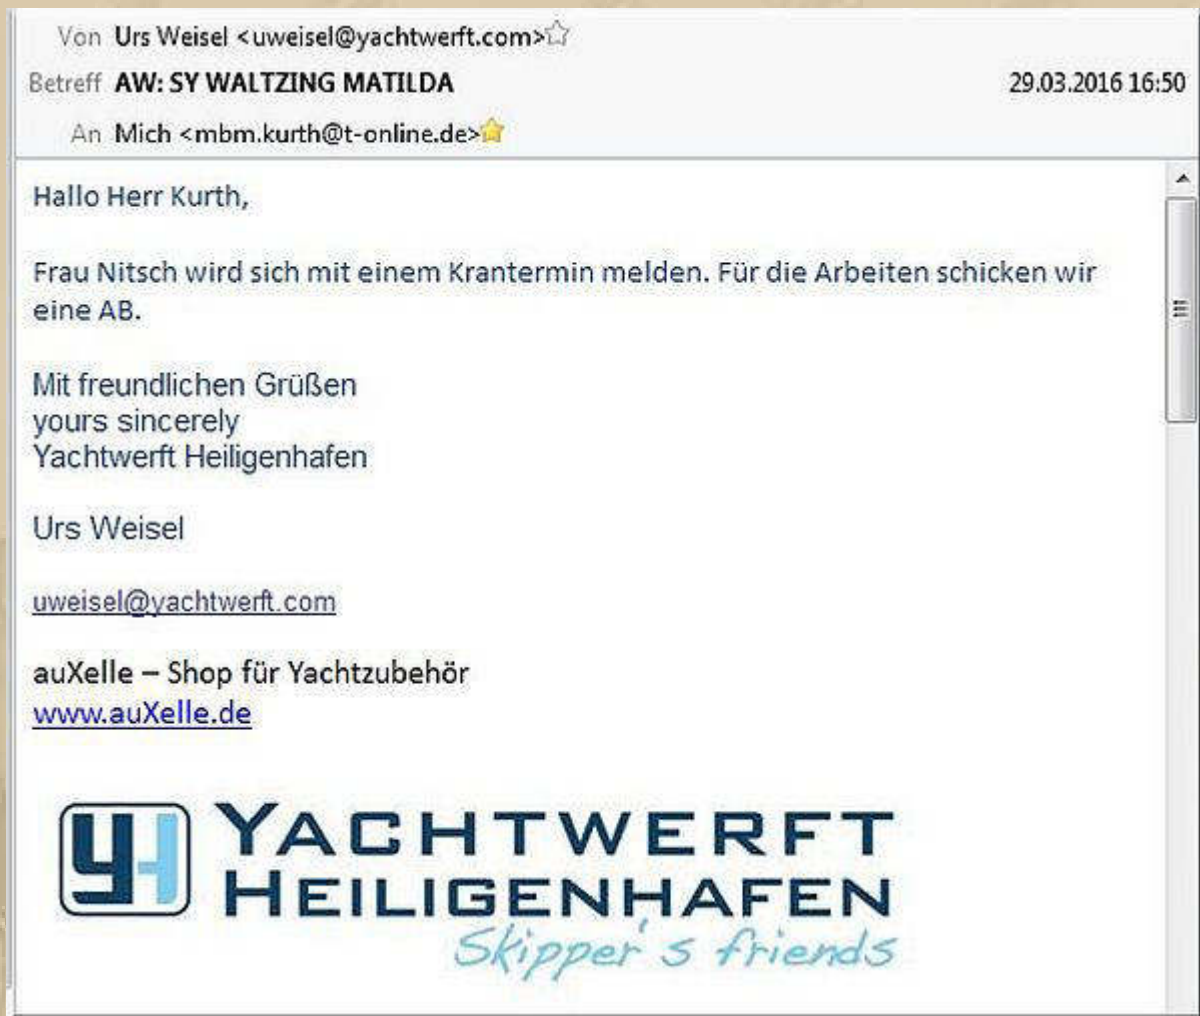 Von Urs Weisel <uweisel@yachtwerft.com>
Betreff AW: SY WALTZING MATILDA 29.03.2016 16:50
An Mich <mbm.kurth@t-online.de>
Hallo Herr Kurth,
Frau Nitsch wird sich mit einem Krantermin melden. Für die Arbeiten schicken wir
eine AB.
Mit freundlichen Grüßen
yours sincerely
Yachtwerft Heiligenhafen
Urs Weisel
uweisel@yachtwerft.com
auXelle – Shop für Yachtzubehör
www.auXelle.de
YH YACHTWERFT
HEILIGENHAFEN
Skipper's friends